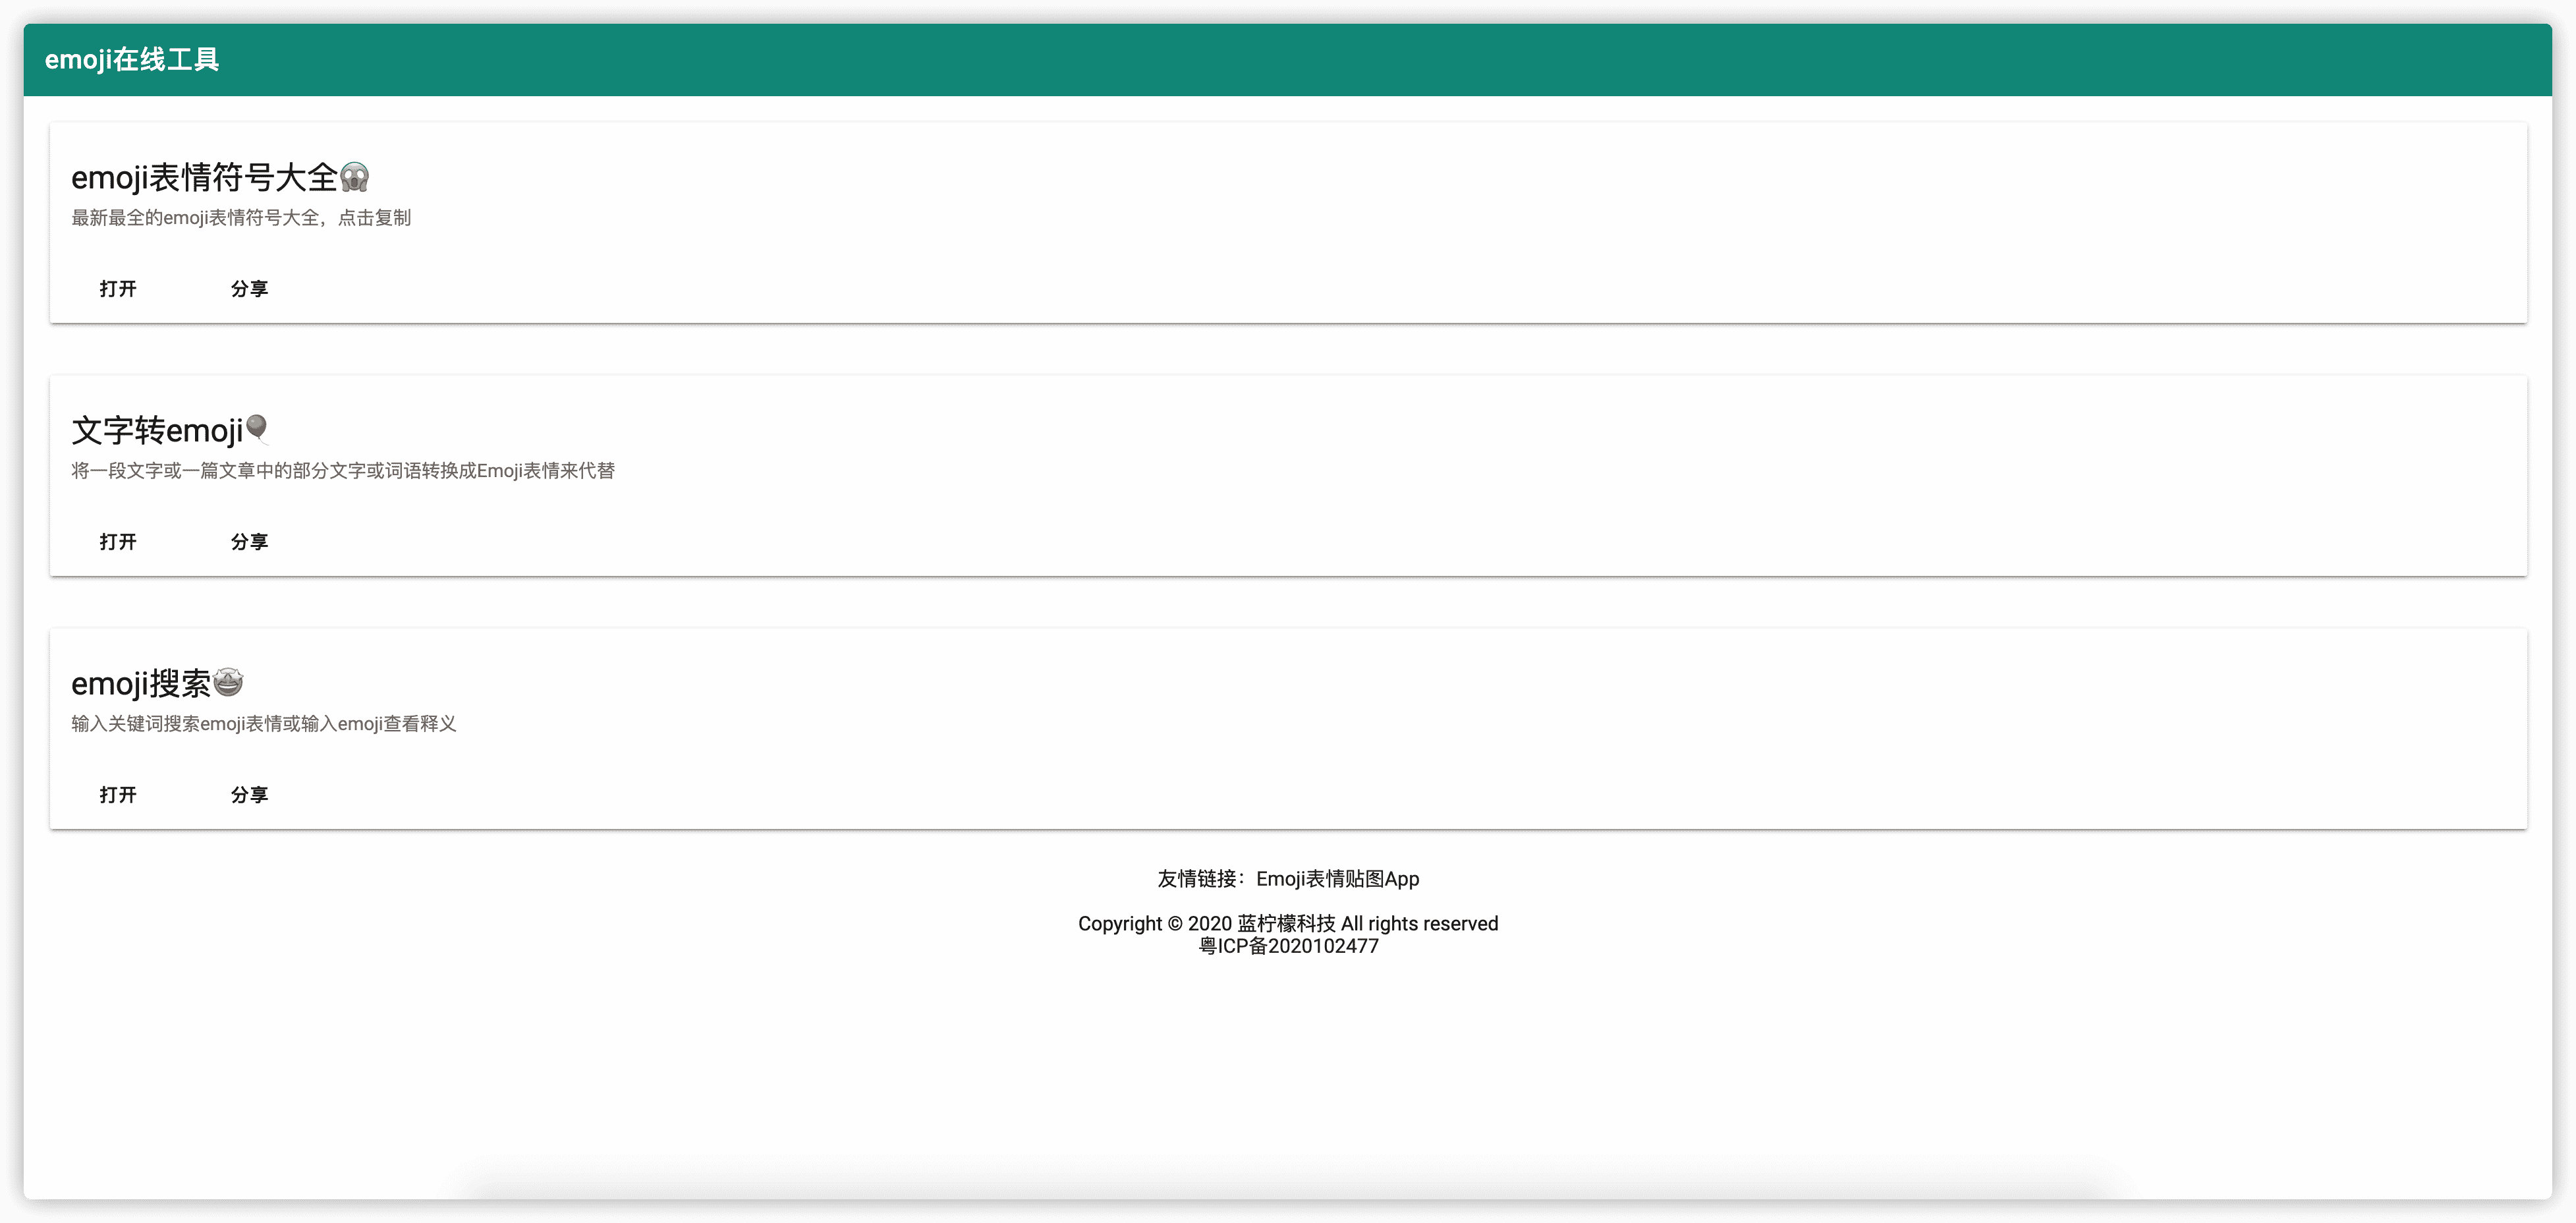 emoji在线工具
emoji表情符号大全😱
最新最全的emoji表情符号大全，点击复制
打开 分享
文字转emoji🎈
将一段文字或一篇文章中的部分文字或词语转换成Emoji表情来代替
打开 分享
emoji搜索🤩
输入关键词搜索emoji表情或输入emoji查看释义
打开 分享
友情链接：Emoji表情贴图App
Copyright © 2020 蓝柠檬科技 All rights reserved
粤ICP备2020102477